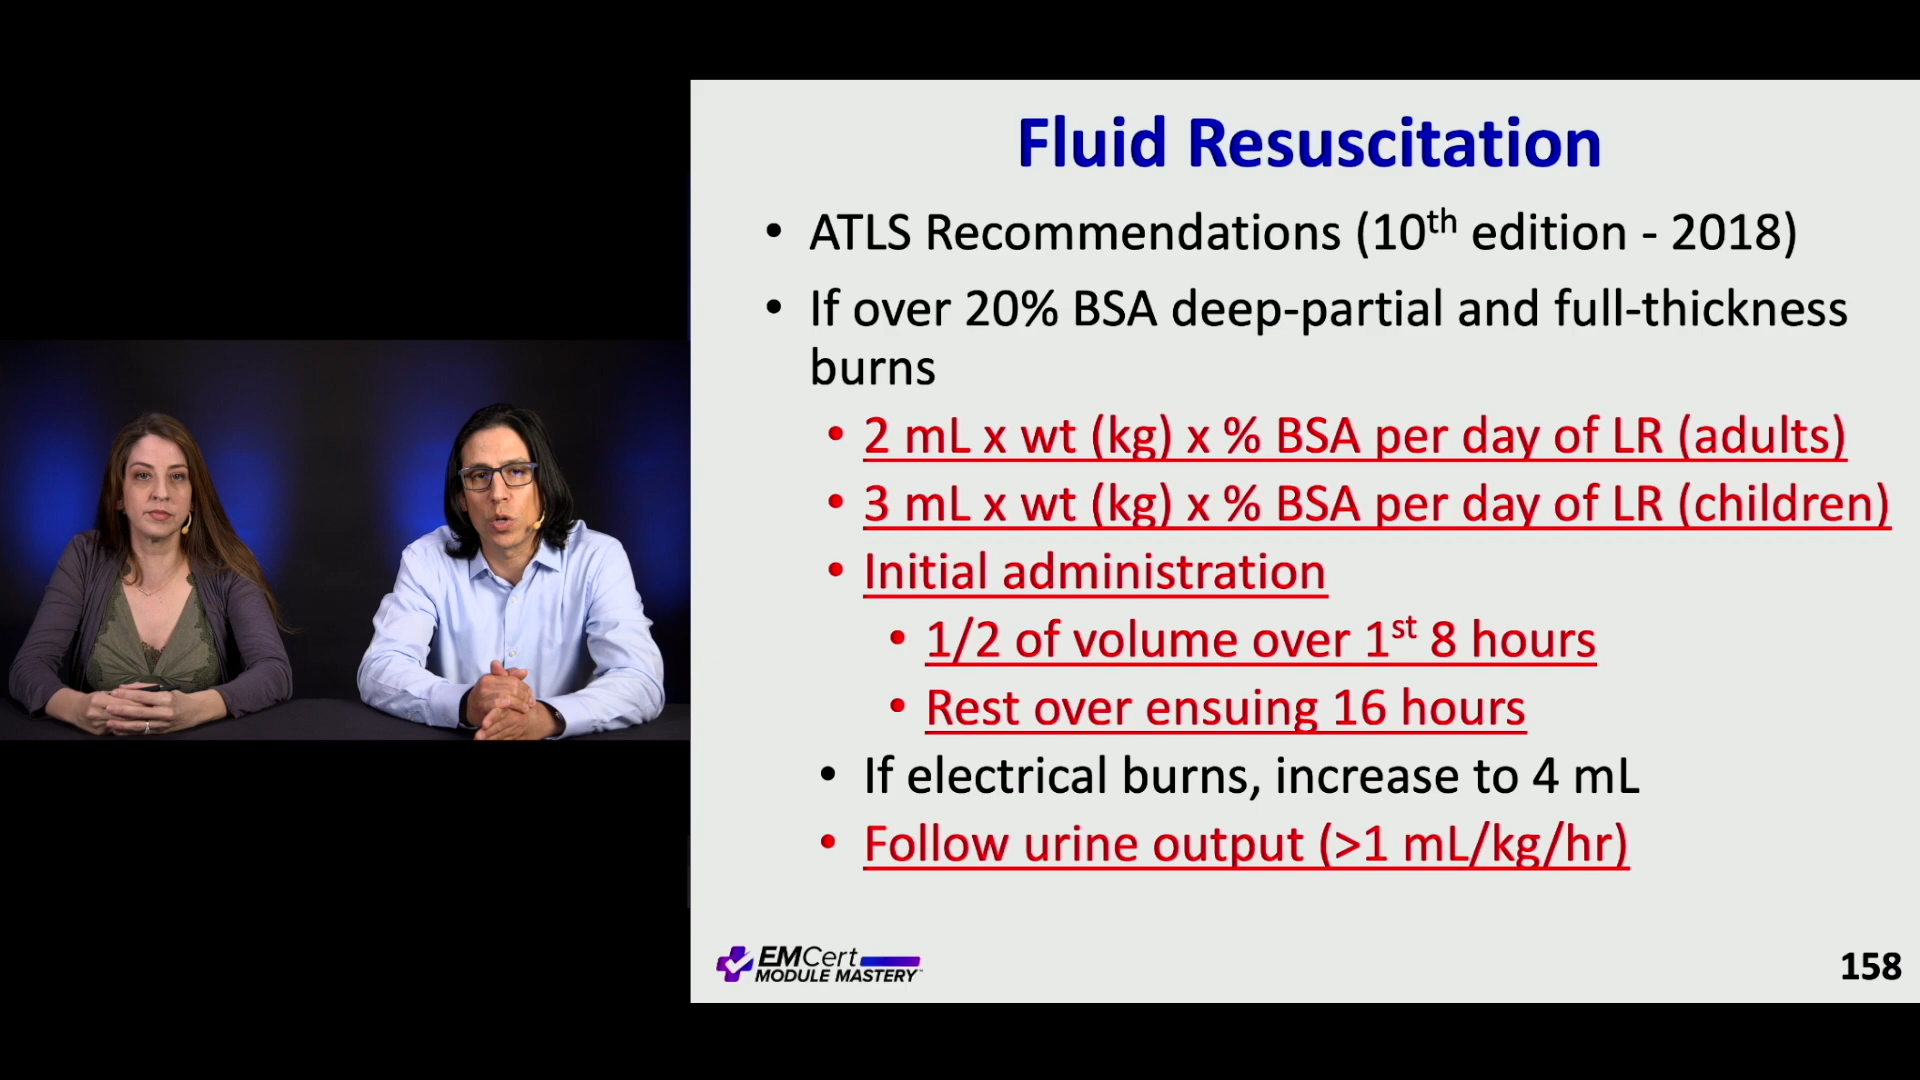 Fluid Resuscitation
• ATLS Recommendations (10th edition - 2018)
• If over 20% BSA deep-partial and full-thickness
burns
• 2 mL x wt (kg) x % BSA per day of LR (adults)
• 3 mL x wt (kg) x % BSA per day of LR (children)
• Initial administration
• 1/2 of volume over 1st 8 hours
• Rest over ensuing 16 hours
• If electrical burns, increase to 4 mL
• Follow urine output (>1 mL/kg/hr)
EMCert
MODULE MASTERY™
158